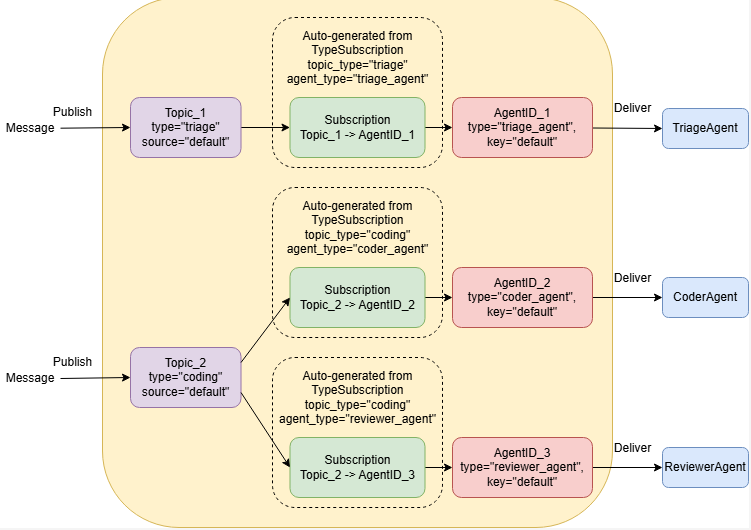 Auto-generated from
TypeSubscription
topic_type="triage"
agent_type="triage_agent"
Publish
Message
Topic_1
type="triage"
source="default"
Subscription
Topic_1 -> AgentID_1
AgentID_1
type="triage_agent",
key="default"
Deliver
TriageAgent
Auto-generated from
TypeSubscription
topic_type="coding"
agent_type="coder_agent"
Subscription
Topic_2 -> AgentID_2
AgentID_2
type="coder_agent",
key="default"
Deliver
CoderAgent
Publish
Message
Topic_2
type="coding"
source="default"
Auto-generated from
TypeSubscription
topic_type="coding"
agent_type="reviewer_agent"
Subscription
Topic_2 -> AgentID_3
AgentID_3
type="reviewer_agent",
key="default"
Deliver
ReviewerAgent